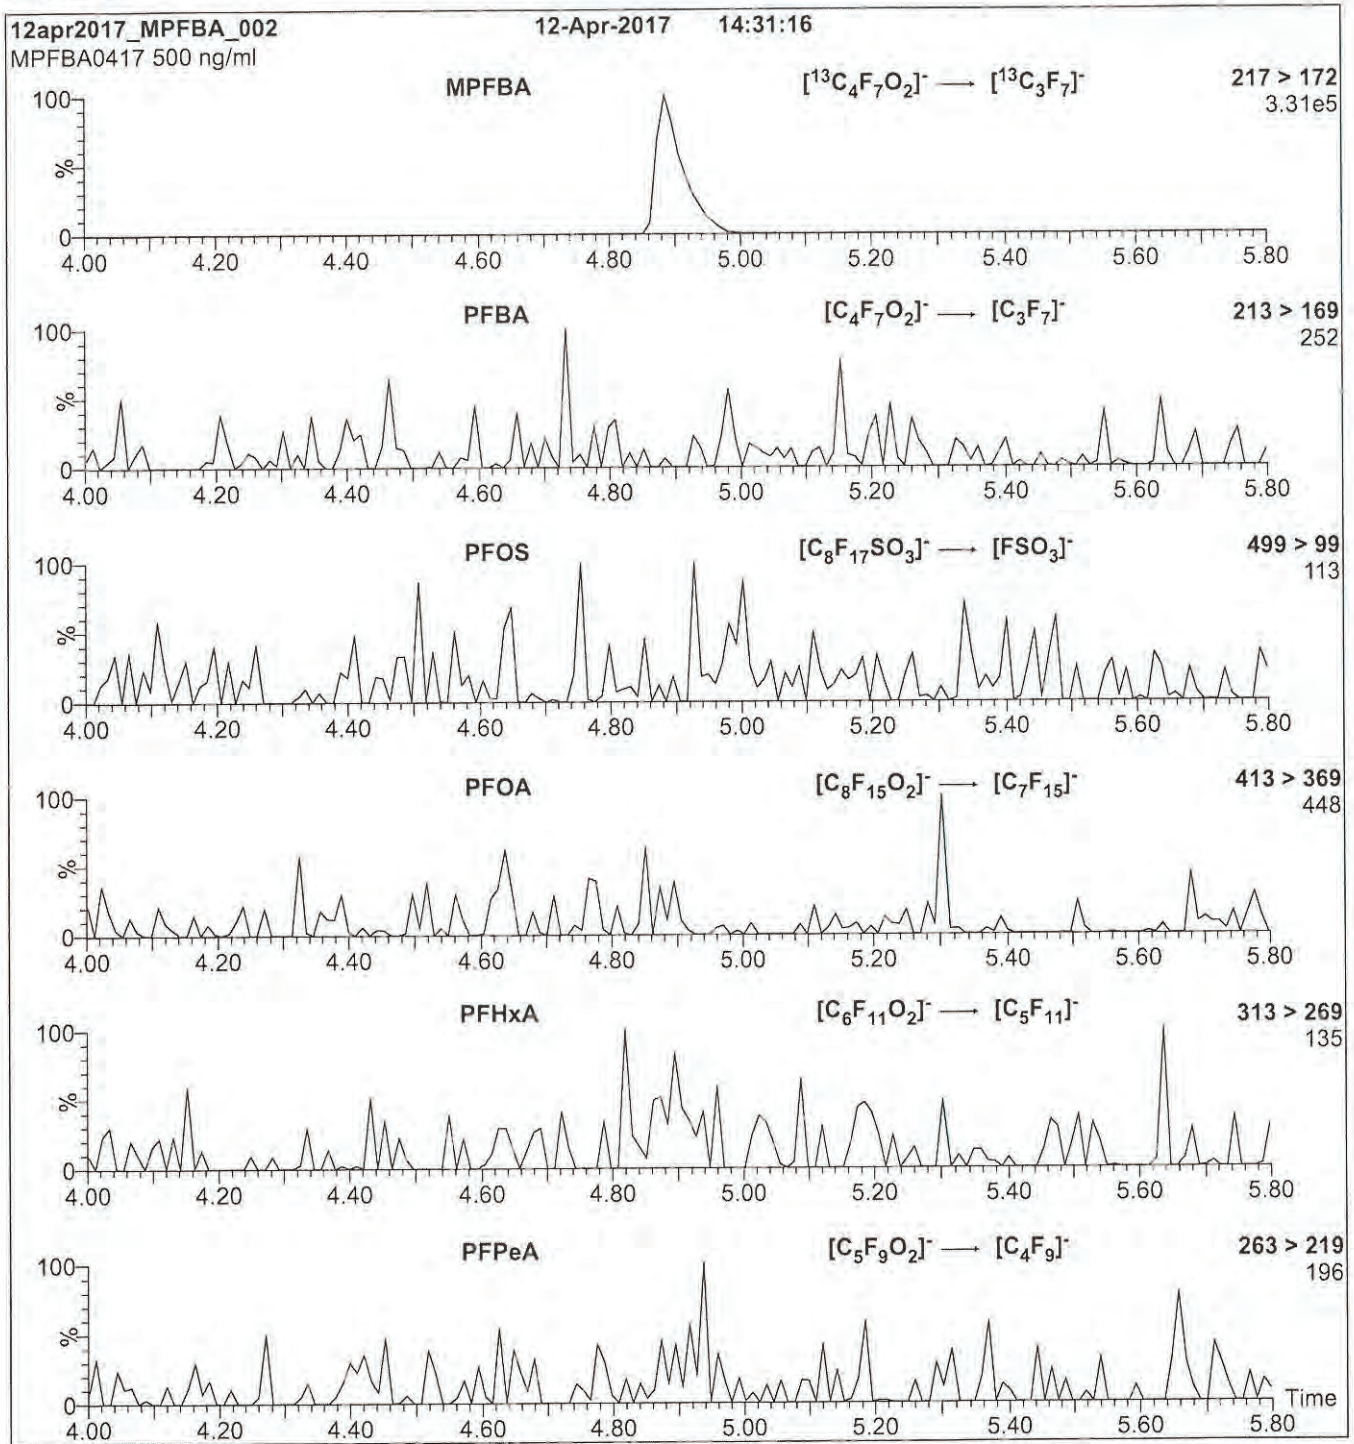 12apr2017_MPFBA_002 12-Apr-2017 14:31:16
MPFBA0417 500 ng/ml
MPFBA [¹³C₄F₇O₂]⁻ ⟶ [¹³C₃F₇]⁻ 217 > 172
3.31e5
100
%
0
4.00 4.20 4.40 4.60 4.80 5.00 5.20 5.40 5.60 5.80
PFBA [C₄F₇O₂]⁻ ⟶ [C₃F₇]⁻ 213 > 169
252
100
%
0
4.00 4.20 4.40 4.60 4.80 5.00 5.20 5.40 5.60 5.80
PFOS [C₈F₁₇SO₃]⁻ ⟶ [FSO₃]⁻ 499 > 99
113
100
%
0
4.00 4.20 4.40 4.60 4.80 5.00 5.20 5.40 5.60 5.80
PFOA [C₈F₁₅O₂]⁻ ⟶ [C₇F₁₅]⁻ 413 > 369
448
100
%
0
4.00 4.20 4.40 4.60 4.80 5.00 5.20 5.40 5.60 5.80
PFHxA [C₆F₁₁O₂]⁻ ⟶ [C₅F₁₁]⁻ 313 > 269
135
100
%
0
4.00 4.20 4.40 4.60 4.80 5.00 5.20 5.40 5.60 5.80
PFPeA [C₅F₉O₂]⁻ ⟶ [C₄F₉]⁻ 263 > 219
196
100
%
0 Time
4.00 4.20 4.40 4.60 4.80 5.00 5.20 5.40 5.60 5.80